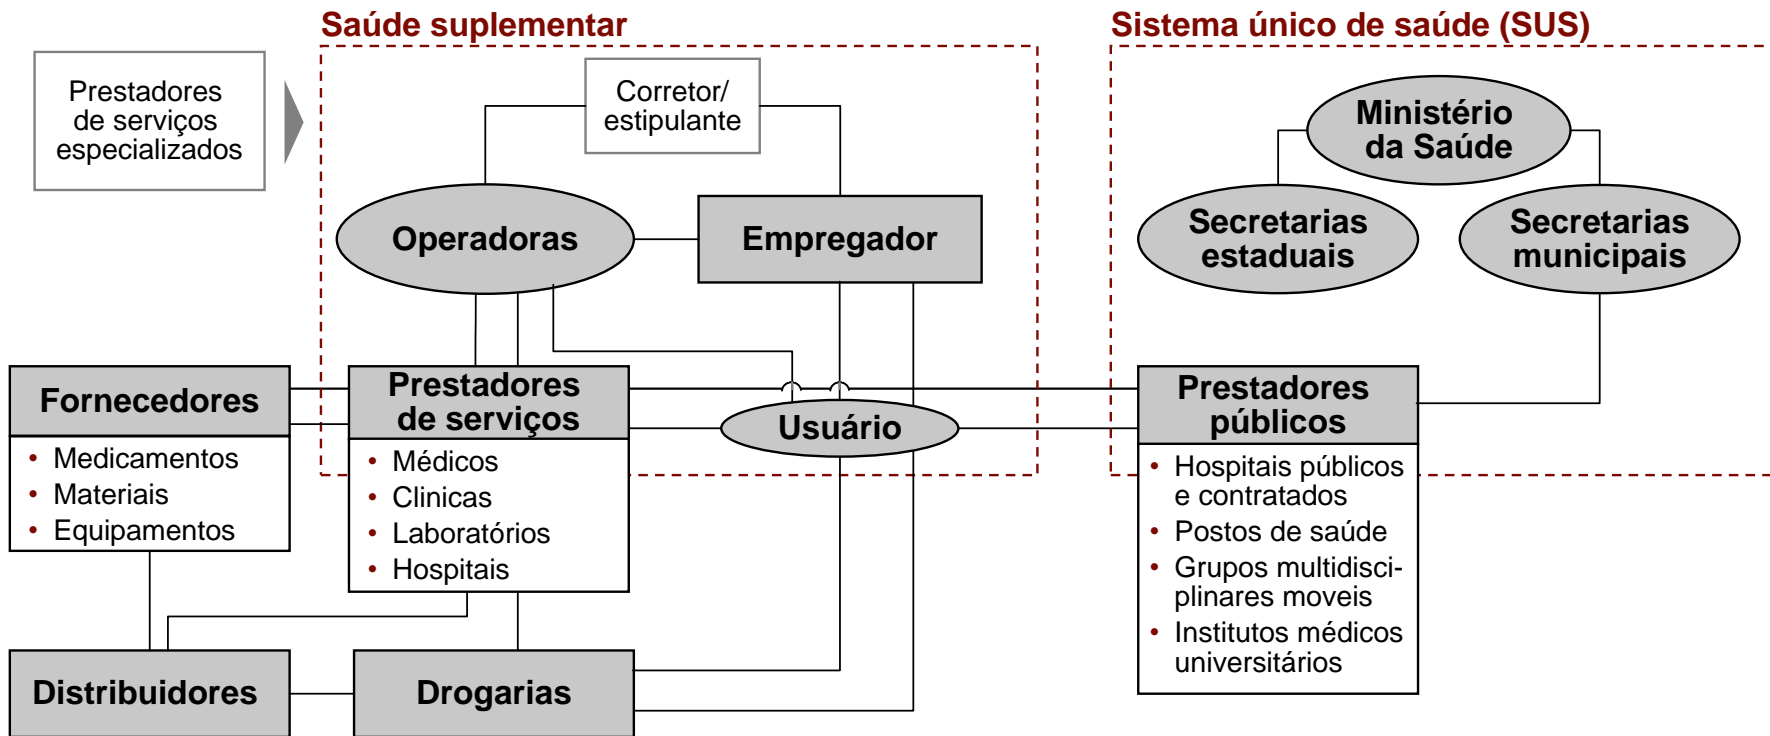 Saúde suplementar
Sistema único de saúde (SUS)
Prestadores
de serviços
especializados
Corretor/
estipulante
Ministério
da Saúde
Operadoras
Empregador
Secretarias
estaduais
Secretarias
municipais
Fornecedores
• Medicamentos
• Materiais
• Equipamentos
Prestadores
de serviços
• Médicos
• Clinicas
• Laboratórios
• Hospitais
Usuário
Prestadores
públicos
• Hospitais públicos
e contratados
• Postos de saúde
• Grupos multidisci-
plinares moveis
• Institutos médicos
universitários
Distribuidores
Drogarias